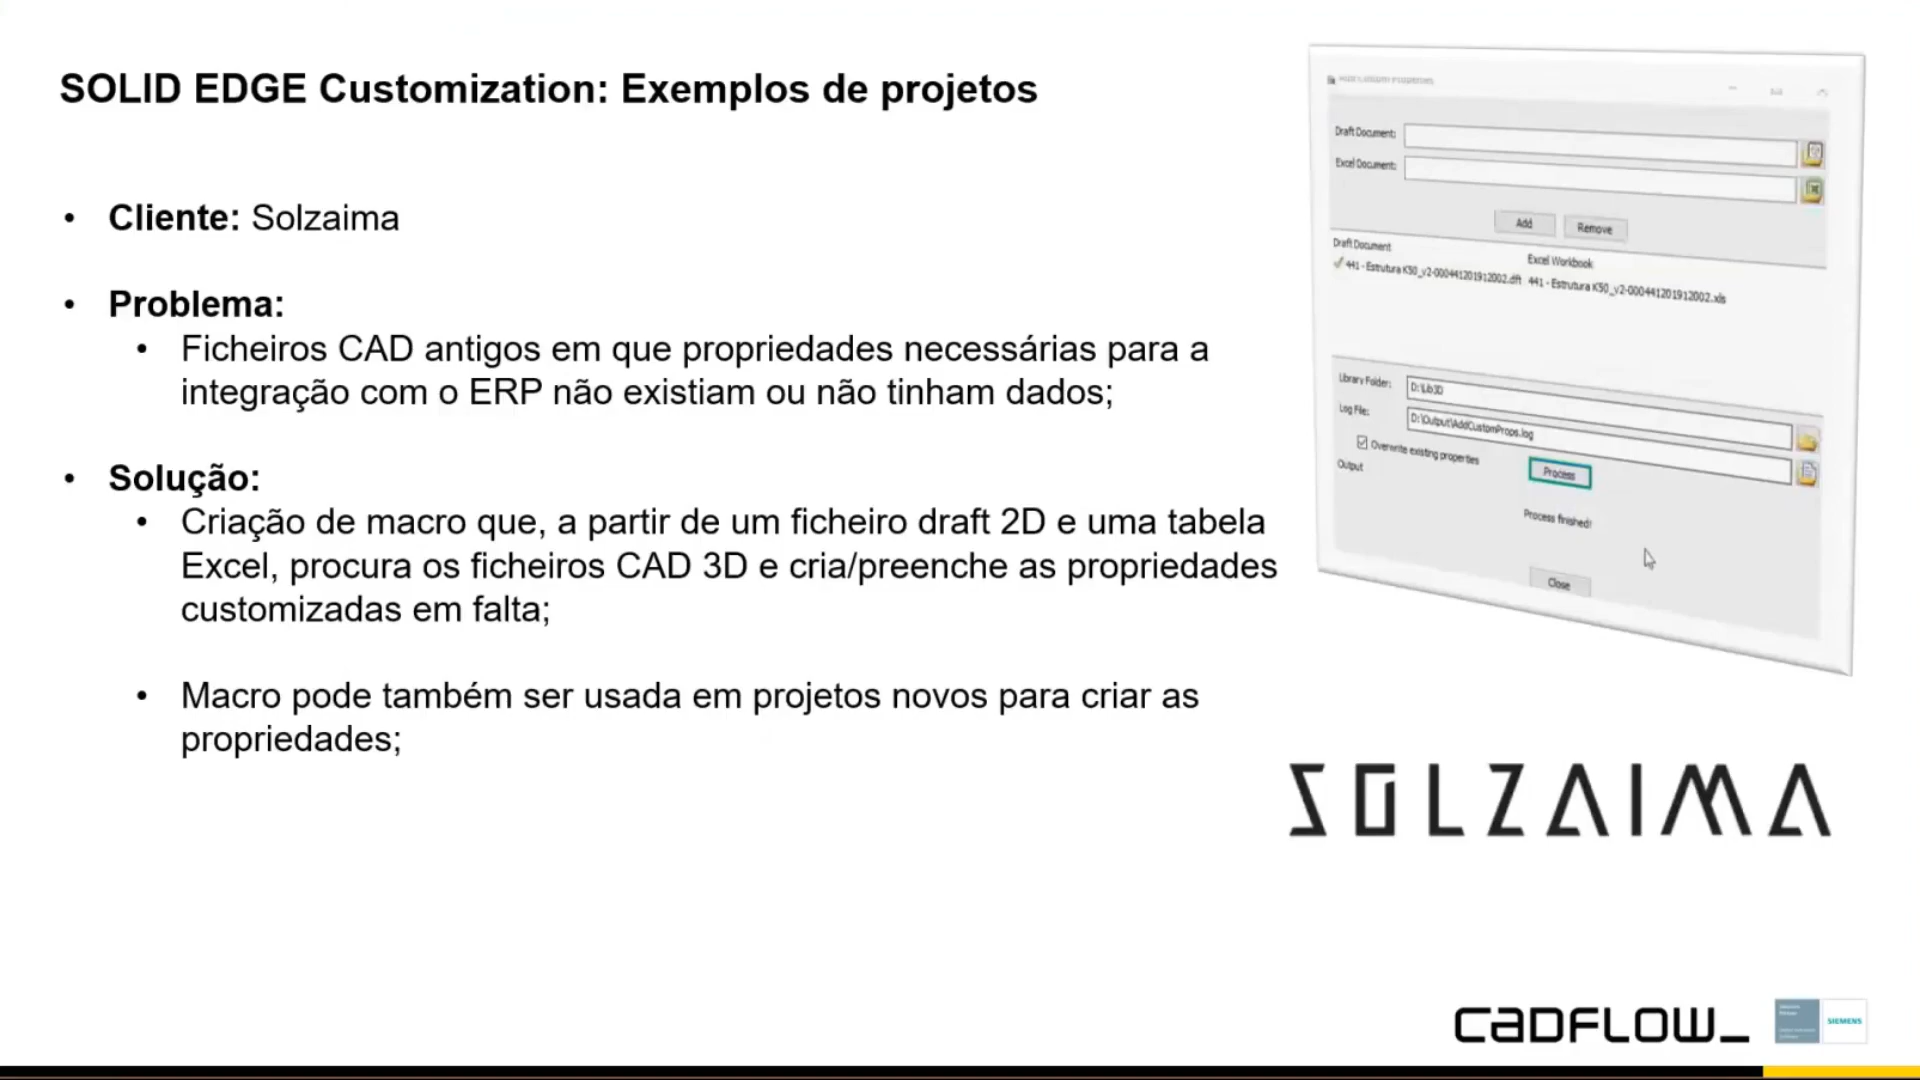 SOLID EDGE Customization: Exemplos de projetos
• Cliente: Solzaima
• Problema:
• Ficheiros CAD antigos em que propriedades necessárias para a
integração com o ERP não existiam ou não tinham dados;
• Solução:
• Criação de macro que, a partir de um ficheiro draft 2D e uma tabela
Excel, procura os ficheiros CAD 3D e cria/preenche as propriedades
customizadas em falta;
• Macro pode também ser usada em projetos novos para criar as
propriedades;
Draft Document:
Excel Document:
Add Remove
Draft Document Excel Workbook
441 - Estrutura K50_v2-000441201912002.dft 441 - Estrutura K50_v2-000441201912002.xls
Library Folder: D:\Lib3D
Log File: D:\Output\AddCustomProps.log
Overwrite existing properties
Process
Output
Process finished!
Close
SOLZAIMA
CADFLOW_
SIEMENS